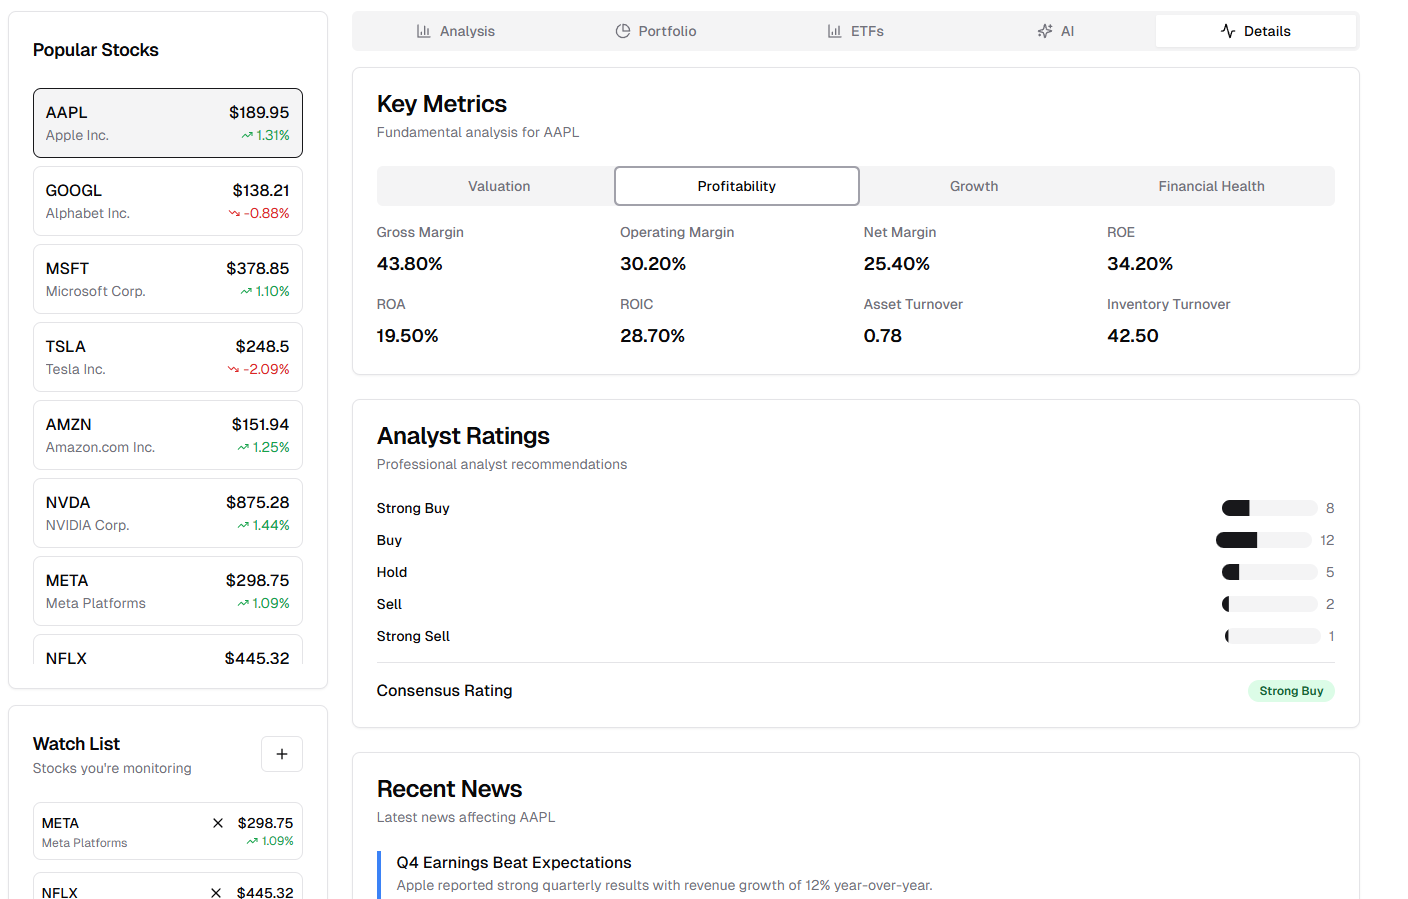 Popular Stocks
AAPL $189.95
Apple Inc. 1.31%
GOOGL $138.21
Alphabet Inc. -0.88%
MSFT $378.85
Microsoft Corp. 1.10%
TSLA $248.5
Tesla Inc. -2.09%
AMZN $151.94
Amazon.com Inc. 1.25%
NVDA $875.28
NVIDIA Corp. 1.44%
META $298.75
Meta Platforms 1.09%
NFLX $445.32
Watch List
Stocks you're monitoring
META $298.75
Meta Platforms 1.09%
NFLX $445.32
Analysis Portfolio ETFs AI Details
Key Metrics
Fundamental analysis for AAPL
Valuation Profitability Growth Financial Health
Gross Margin Operating Margin Net Margin ROE
43.80% 30.20% 25.40% 34.20%
ROA ROIC Asset Turnover Inventory Turnover
19.50% 28.70% 0.78 42.50
Analyst Ratings
Professional analyst recommendations
Strong Buy 8
Buy 12
Hold 5
Sell 2
Strong Sell 1
Consensus Rating Strong Buy
Recent News
Latest news affecting AAPL
Q4 Earnings Beat Expectations
Apple reported strong quarterly results with revenue growth of 12% year-over-year.